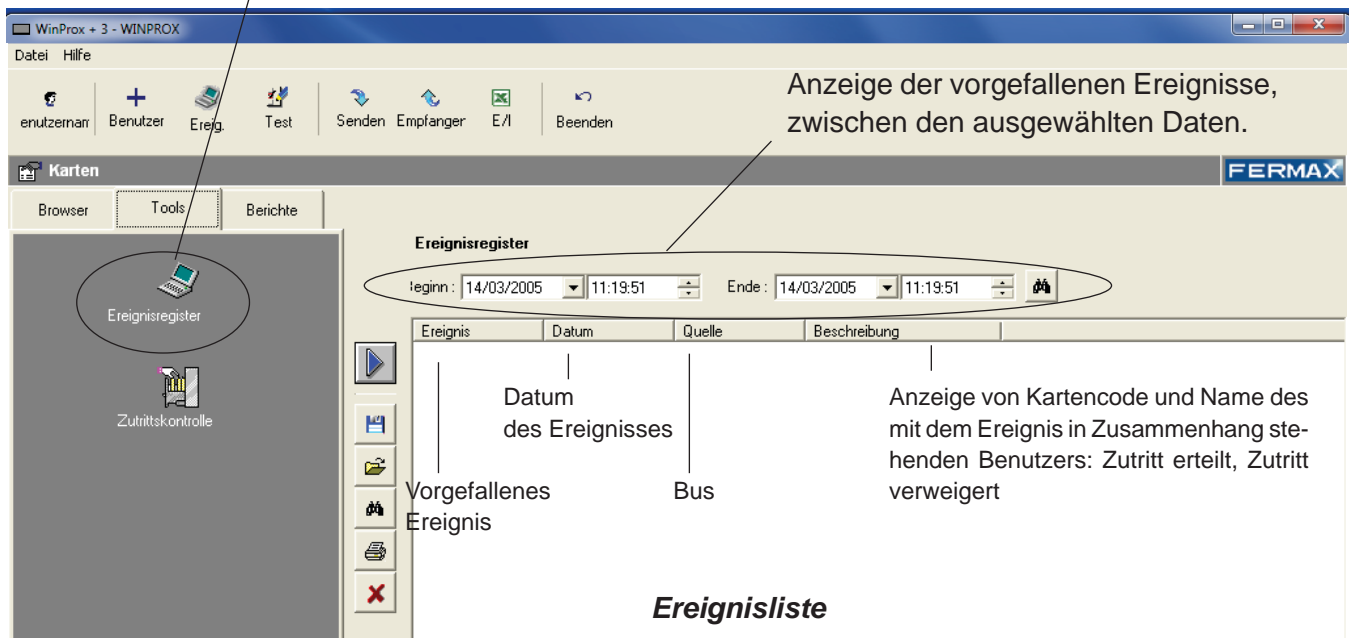 WinProx + 3 - WINPROX
Datei Hilfe
Anzeige der vorgefallenen Ereignisse,
zwischen den ausgewählten Daten.
enutzernam Benutzer Ereig. Test Senden Empfanger E/I Beenden
Karten
FERMAX
Browser Tools Berichte
Ereignisregister
eginn : 14/03/2005 11:19:51 Ende : 14/03/2005 11:19:51
Ereignisregister
Ereignis Datum Quelle Beschreibung
Zutrittskontrolle
Datum
des Ereignisses
Anzeige von Kartencode und Name des
mit dem Ereignis in Zusammenhang ste-
henden Benutzers: Zutritt erteilt, Zutritt
verweigert
Vorgefallenes
Ereignis
Bus
Ereignisliste